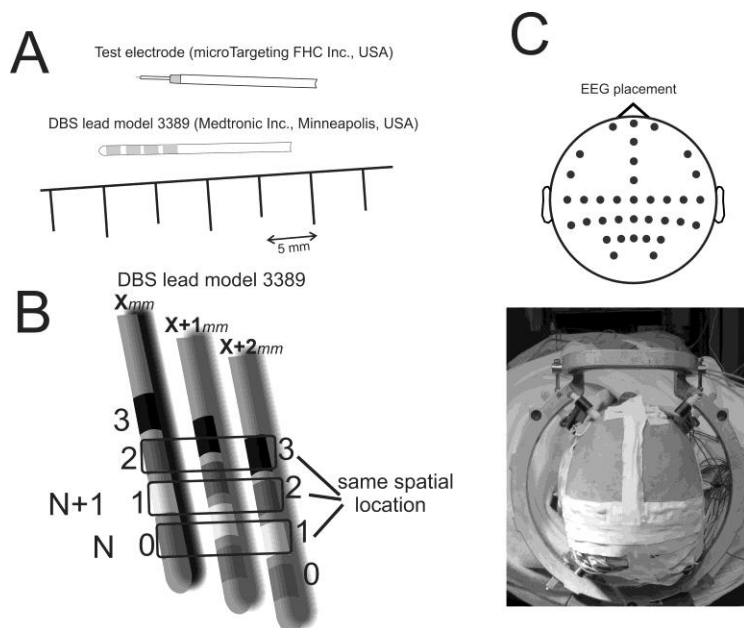 A
Test electrode (microTargeting FHC Inc., USA)
DBS lead model 3389 (Medtronic Inc., Minneapolis, USA)
5 mm
B
DBS lead model 3389
Xmm
X+1mm
X+2mm
3
2
N+1
1
N
0
3
2
1
0
same spatial
location
C
EEG placement